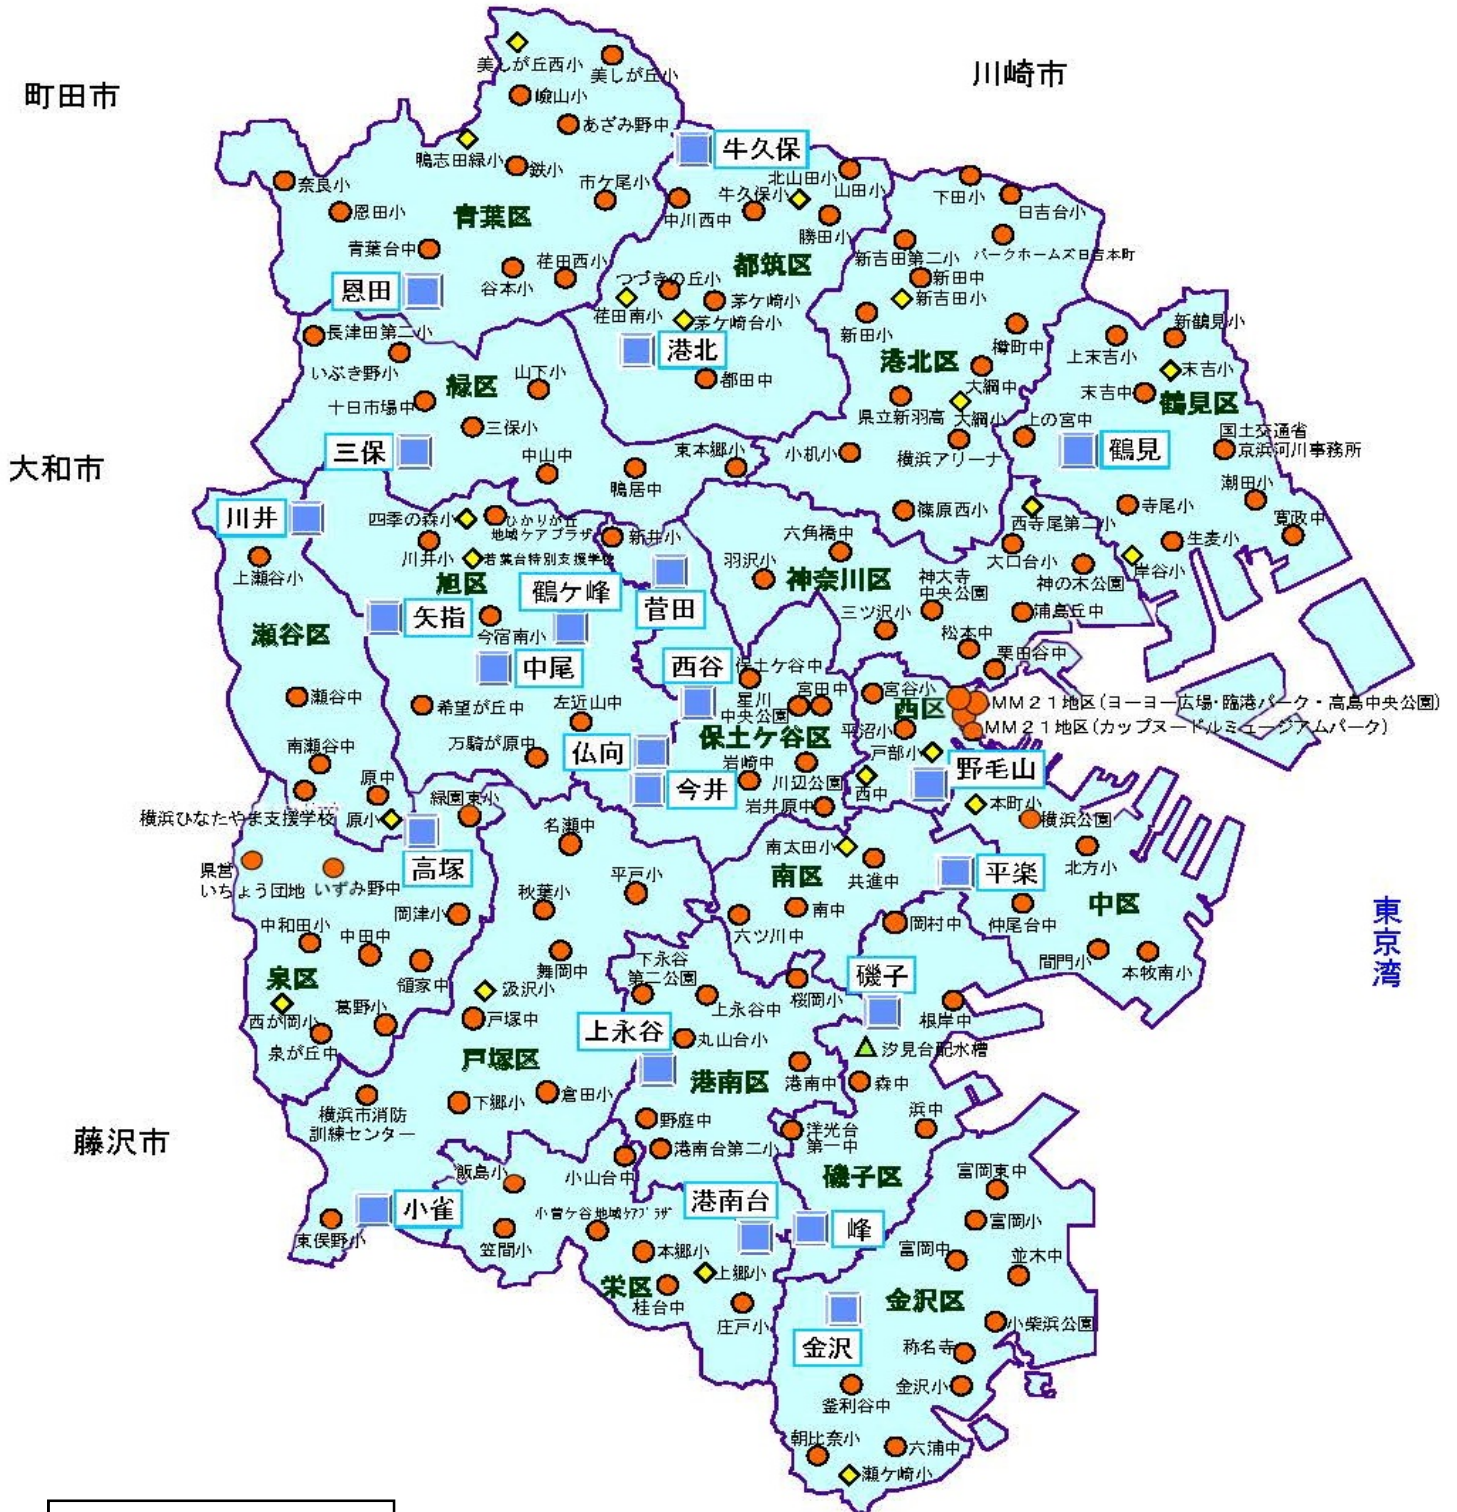 町田市
川崎市
美しが丘西小
美しが丘小
嶮山小
あざみ野中
鴨志田緑小
鉄小
市ケ尾小
奈良小
恩田小
青葉区
青葉台中
荏田西小
谷本小
恩田
牛久保
北山田小
山田小
牛久保小
中川西中
勝田小
都筑区
つづきの丘小
茅ケ崎小
荏田南小
茅ケ崎台小
港北
都田中
下田小
日吉台小
新吉田第二小
パークホームズ日吉本町
新田中
新吉田小
新田小
樽町中
港北区
大綱中
県立新羽高
大綱小
小机小
横浜アリーナ
篠原西小
新鶴見小
上末吉小
末吉小
末吉中
鶴見区
上の宮中
鶴見
国土交通省
京浜河川事務所
潮田小
寺尾小
寛政中
生麦小
岸谷小
長津田第二小
いぶき野小
緑区
山下小
十日市場中
三保小
三保
中山中
東本郷小
鴨居中
大和市
川井
上瀬谷小
四季の森小
ひかりが丘
地域ケアプラザ
川井小
若葉台特別支援学校
旭区
鶴ケ峰
新井小
菅田
矢指
今宿南小
中尾
希望が丘中
左近山中
万騎が原中
瀬谷区
瀬谷中
南瀬谷中
原中
横浜ひなたやま支援学校
原小
六角橋中
羽沢小
神奈川区
西寺尾第二小
大口台小
神の木公園
神大寺
中央公園
浦島丘中
三ツ沢小
松本中
栗田谷中
西谷
保土ケ谷中
星川
中央公園
宮田中
保土ケ谷区
仏向
今井
岩崎中
川辺公園
岩井原中
宮谷小
西区
平沼小
戸部小
西中
野毛山
MM21地区(ヨーヨー広場・臨港パーク・高島中央公園)
MM21地区(カップヌードルミュージアムパーク)
本町小
横浜公園
北方小
中区
仲尾台中
間門小
本牧南小
東京湾
南太田小
南区
共進中
平楽
南中
六ツ川中
岡村中
緑園東小
高塚
県営
いちょう団地
いずみ野中
岡津小
中和田小
中田中
領家中
泉区
西が岡小
葛野小
泉が丘中
名瀬中
平戸小
秋葉小
舞岡中
汲沢小
戸塚中
戸塚区
倉田小
下郷小
横浜市消防
訓練センター
藤沢市
小雀
東俣野小
下永谷
第二公園
上永谷中
桜岡小
上永谷
丸山台小
港南区
港南中
野庭中
港南台第二小
小山台中
港南台
磯子
根岸中
汐見台配水槽
森中
浜中
洋光台
第一中
磯子区
峰
飯島小
笠間小
小菅ケ谷地域ケアプラザ
本郷小
栄区
桂台中
上郷小
庄戸小
富岡東中
富岡小
富岡中
並木中
金沢区
金沢
小柴浜公園
称名寺
金沢小
釜利谷中
朝比奈小
六浦中
瀬ケ崎小